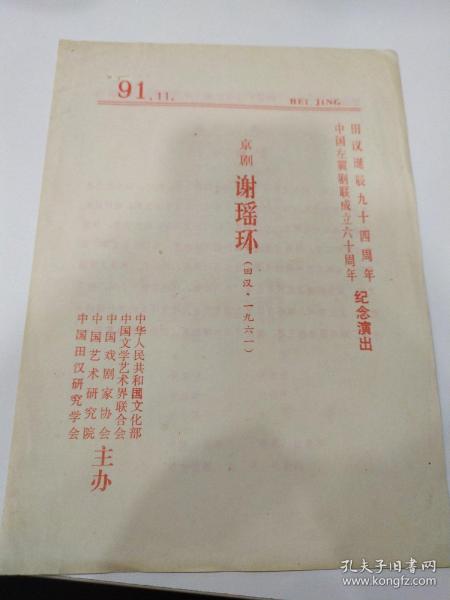 91.11.
BEI JING
田汉诞辰九十四周年
中国左翼剧联成立六十周年
纪念演出
京剧
谢瑶环
(田汉·一九六一)
中华人民共和国文化部
中国文学艺术界联合会
中国戏剧家协会
中国艺术研究院
中国田汉研究学会
主办
孔夫子旧书网
www.kongfz.com